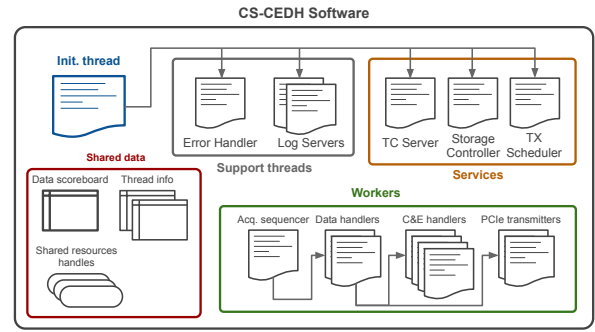 CS-CEDH Software
Init. thread
Error Handler
Log Servers
Support threads
TC Server
Storage
Controller
TX
Scheduler
Services
Shared data
Data scoreboard
Thread info
Shared resources
handles
Workers
Acq. sequencer
Data handlers
C&E handlers
PCIe transmitters